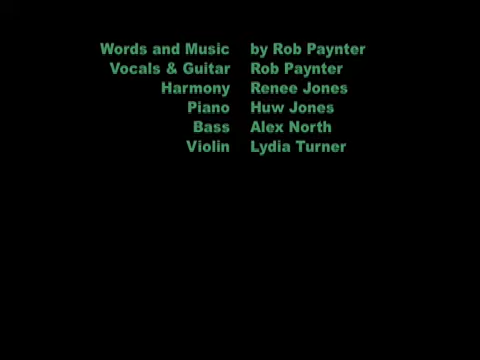 Words and Music by Rob Paynter
Vocals & Guitar Rob Paynter
Harmony Renee Jones
Piano Huw Jones
Bass Alex North
Violin Lydia Turner